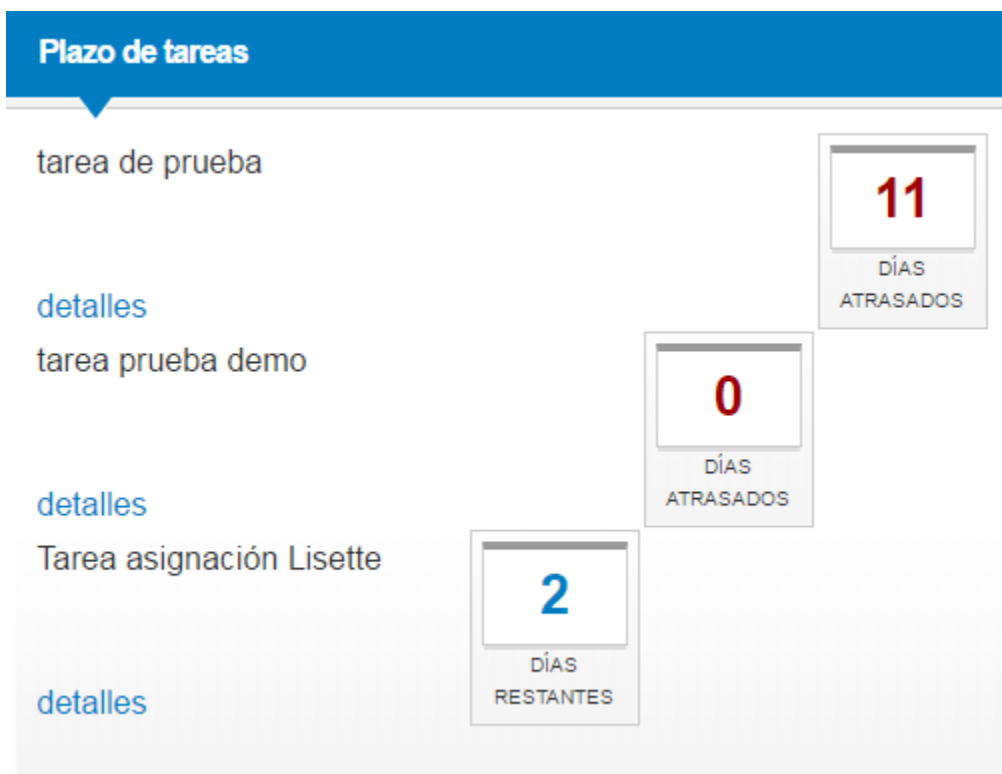 Plazo de tareas
tarea de prueba
11
DÍAS
ATRASADOS
detalles
tarea prueba demo
0
DÍAS
ATRASADOS
detalles
Tarea asignación Lisette
2
DÍAS
RESTANTES
detalles